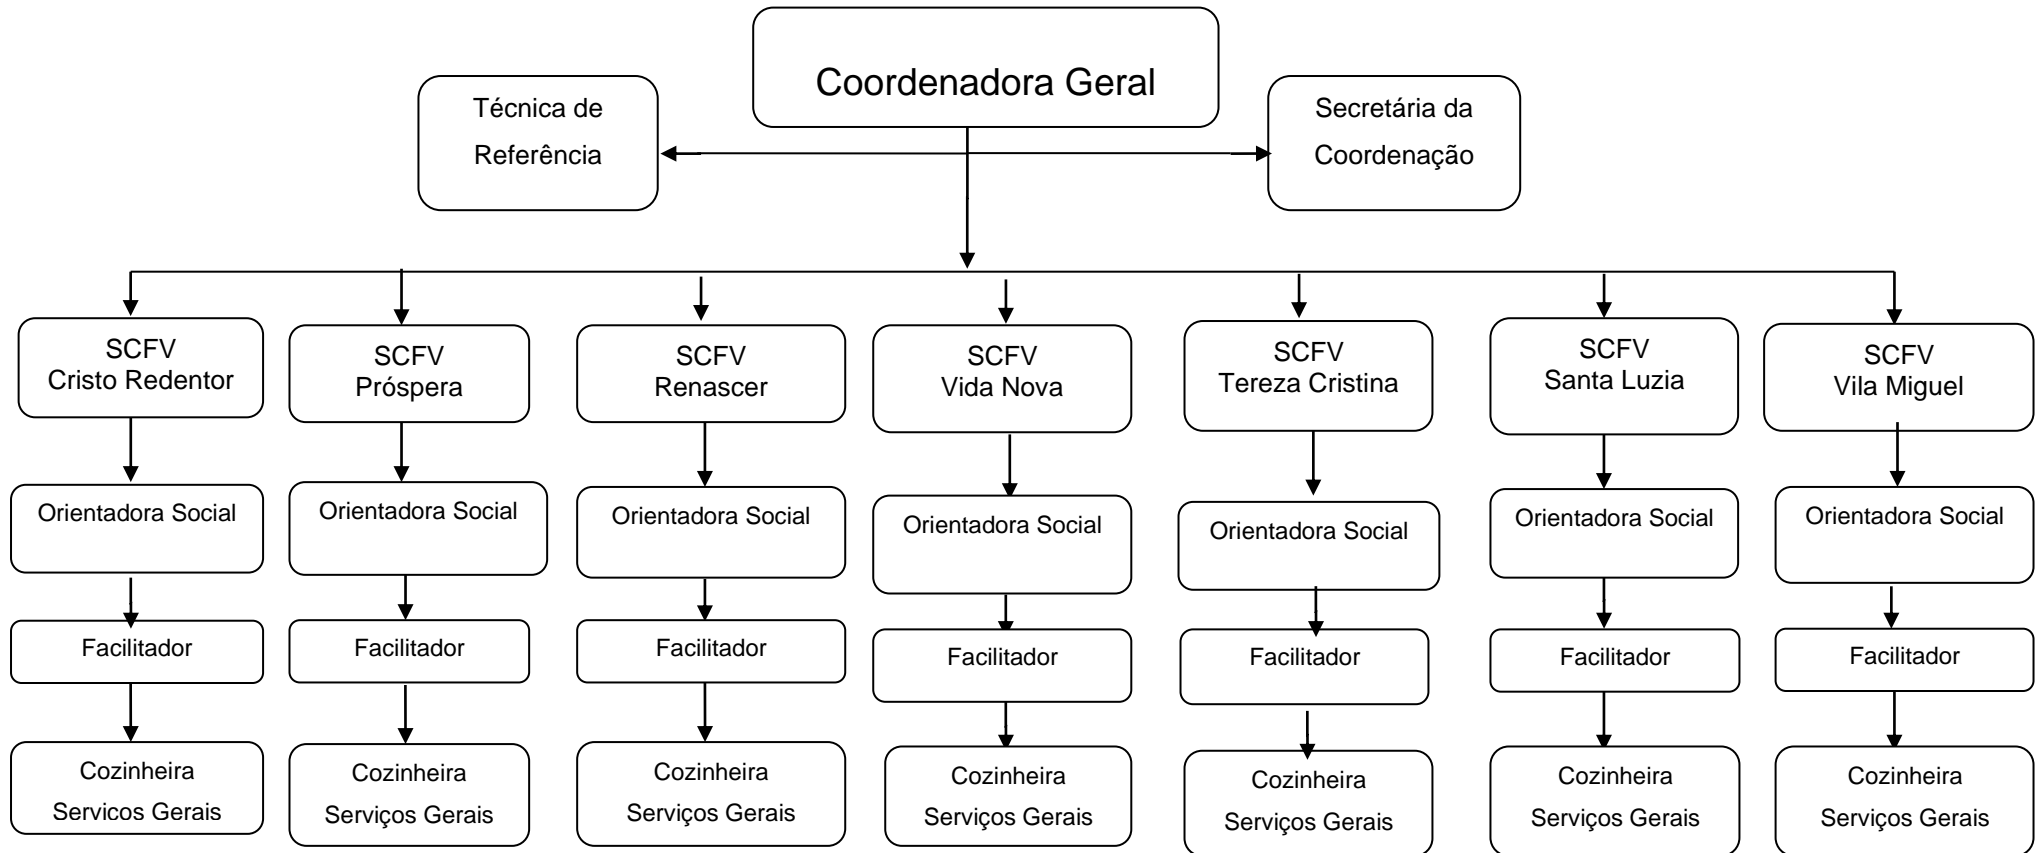 Coordenadora Geral
Técnica de
Referência
Secretária da
Coordenação
SCFV
Cristo Redentor
SCFV
Próspera
SCFV
Renascer
SCFV
Vida Nova
SCFV
Tereza Cristina
SCFV
Santa Luzia
SCFV
Vila Miguel
Orientadora Social
Orientadora Social
Orientadora Social
Orientadora Social
Orientadora Social
Orientadora Social
Orientadora Social
Facilitador
Facilitador
Facilitador
Facilitador
Facilitador
Facilitador
Facilitador
Cozinheira
Servicos Gerais
Cozinheira
Serviços Gerais
Cozinheira
Serviços Gerais
Cozinheira
Serviços Gerais
Cozinheira
Serviços Gerais
Cozinheira
Serviços Gerais
Cozinheira
Serviços Gerais